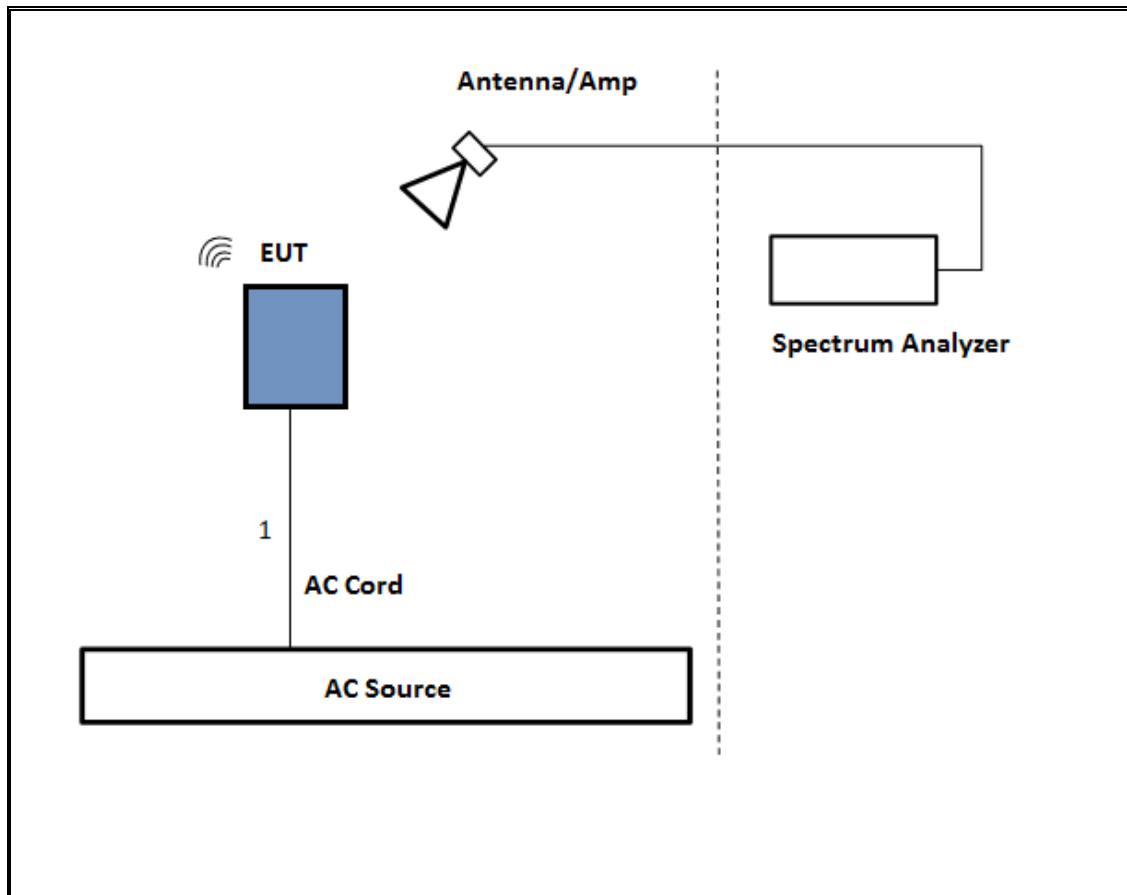 Antenna/Amp
EUT
Spectrum Analyzer
1
AC Cord
AC Source